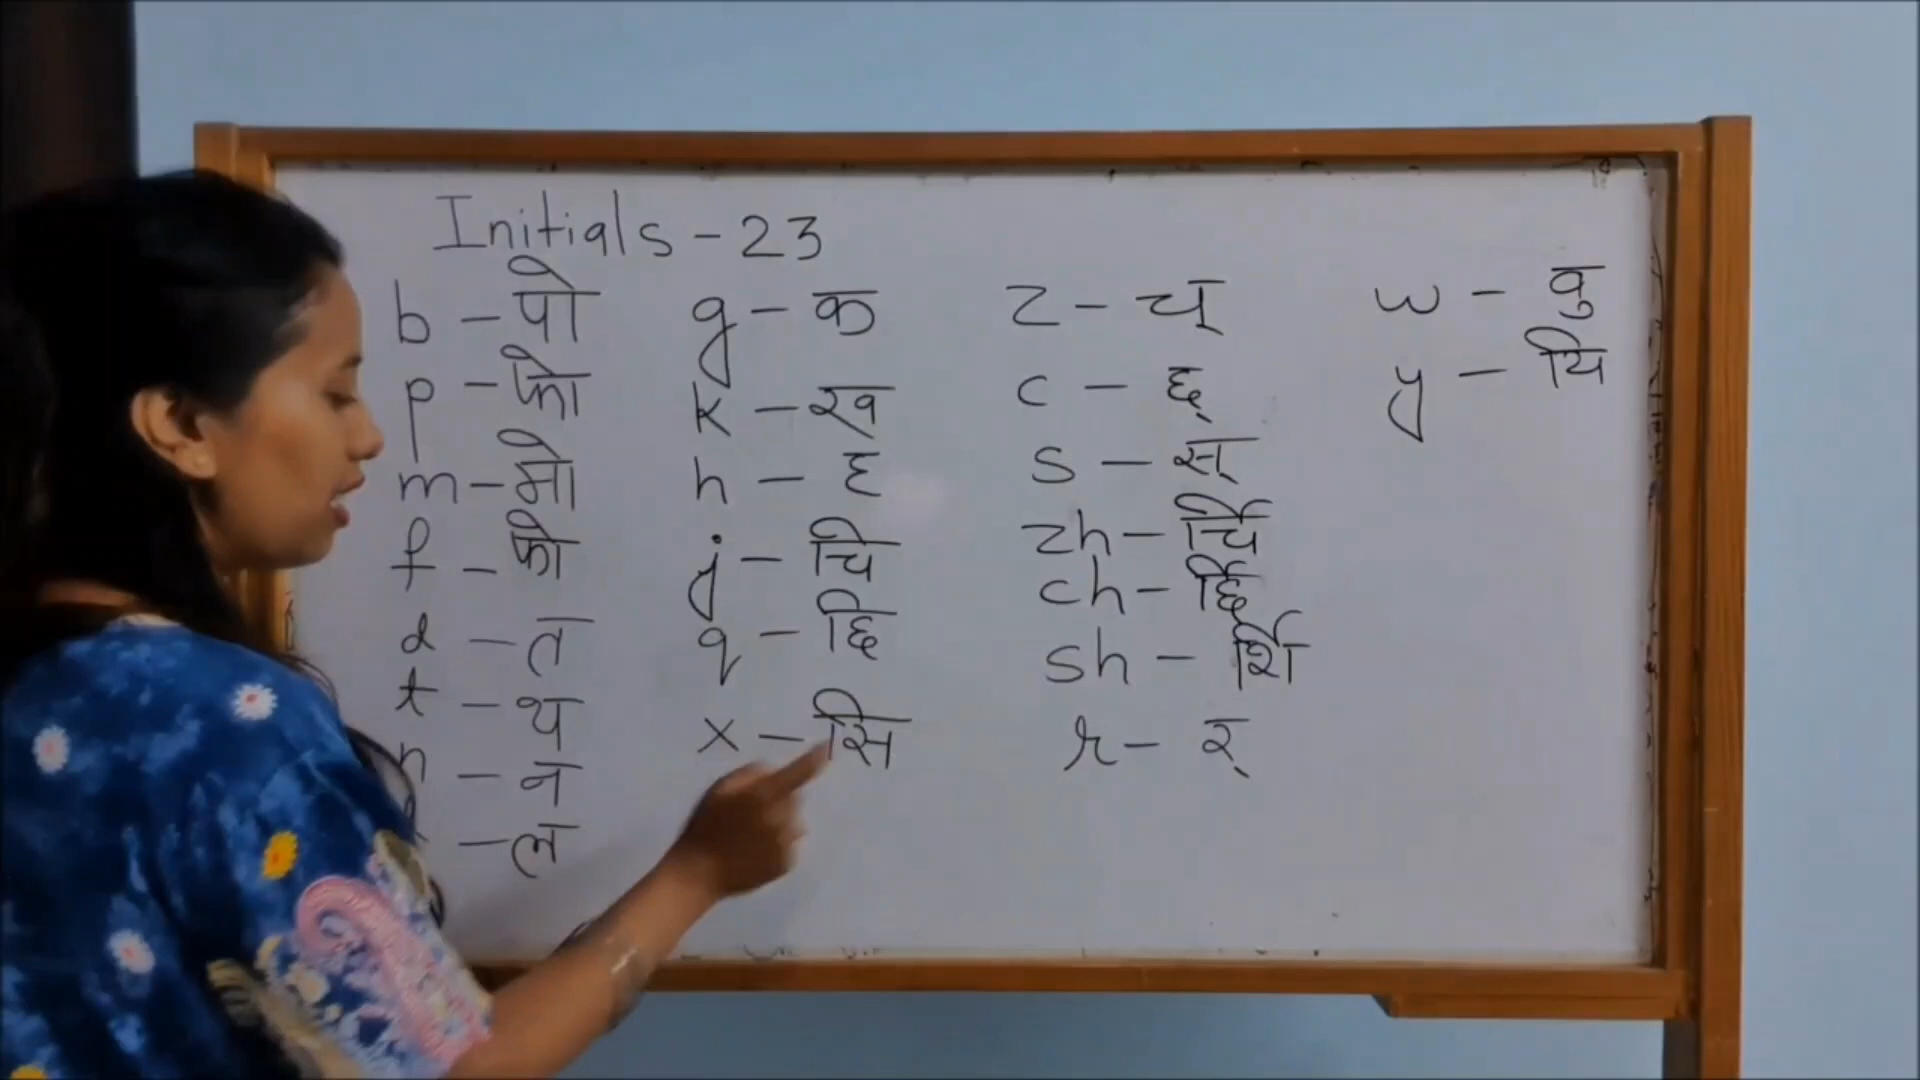 Initials - 23
b - पो
p - फो
m - मो
f - फो
d - त
t - थ
n - न
- ल
g - क
k - ख
h - ह
j - चि
q - छि
x - सि
z - च्
c - छ्
s - स्
zh - र्चि
ch - र्छि
sh - र्शि
r - र्
w - वु
y - यि